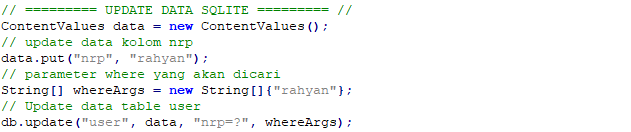 // ========= UPDATE DATA SQLITE ========= //
ContentValues data = new ContentValues();
// update data kolom nrp
data.put("nrp", "rahyan");
// parameter where yang akan dicari
String[] whereArgs = new String[]{"rahyan"};
// Update data table user
db.update("user", data, "nrp=?", whereArgs);